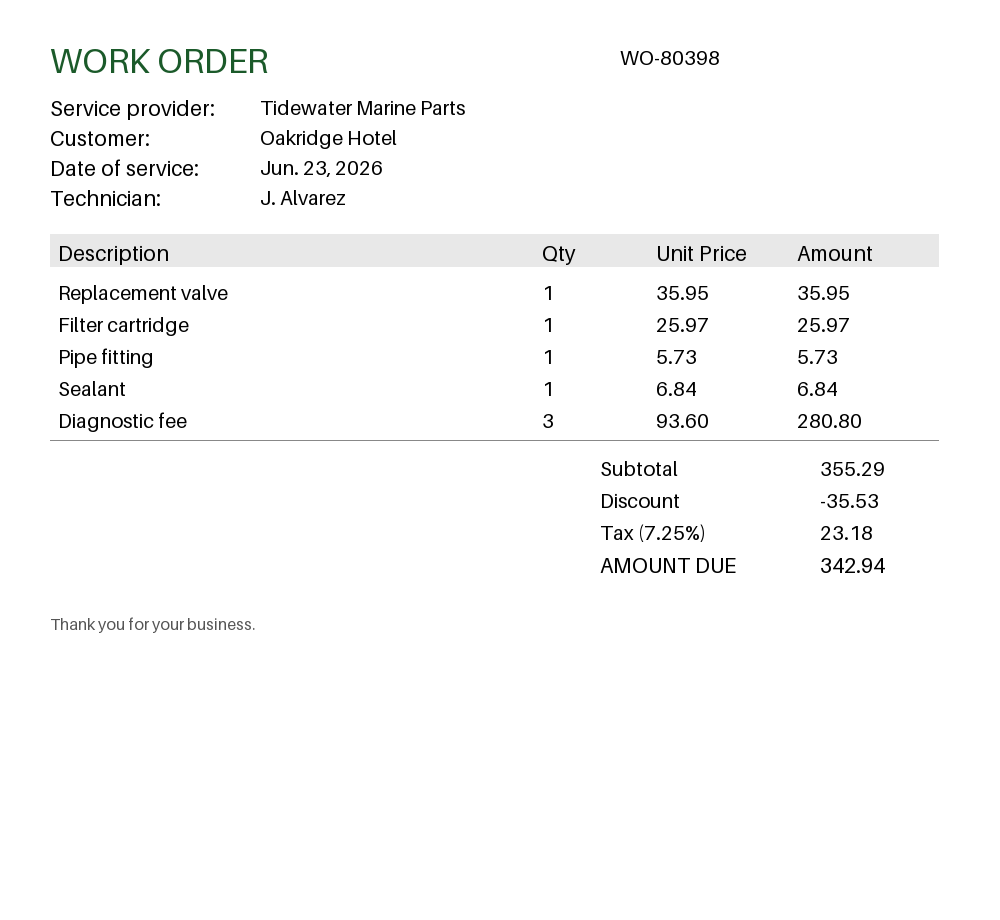 WORK ORDER WO-80398
Service provider: Tidewater Marine Parts
Customer: Oakridge Hotel
Date of service: Jun. 23, 2026
Technician: J. Alvarez
Description Qty Unit Price Amount
Replacement valve 1 35.95 35.95
Filter cartridge 1 25.97 25.97
Pipe fitting 1 5.73 5.73
Sealant 1 6.84 6.84
Diagnostic fee 3 93.60 280.80
Subtotal 355.29
Discount -35.53
Tax (7.25%) 23.18
AMOUNT DUE 342.94
Thank you for your business.